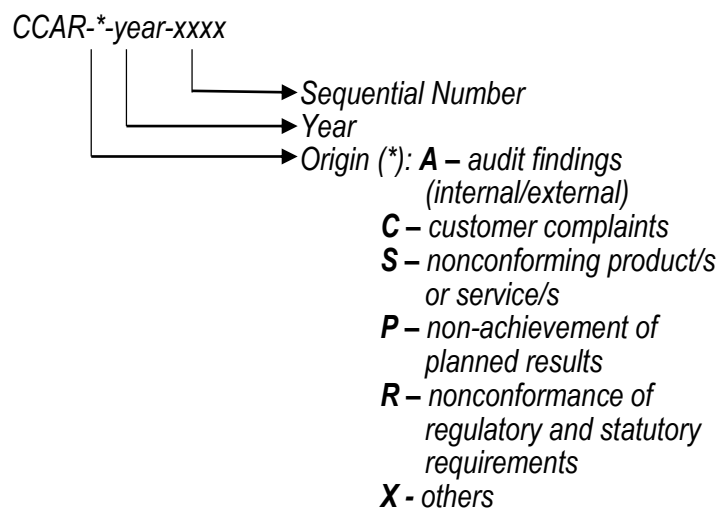 CCAR-*-year-xxxx
Sequential Number
Year
Origin (*): A – audit findings
(internal/external)
C – customer complaints
S – nonconforming product/s
or service/s
P – non-achievement of
planned results
R – nonconformance of
regulatory and statutory
requirements
X - others